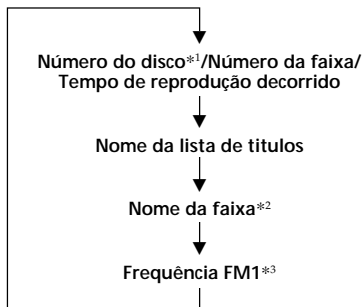 Número do disco*1/Número da faixa/
Tempo de reprodução decorrido
Nome da lista de titulos
Nome da faixa*2
Frequência FM1*3